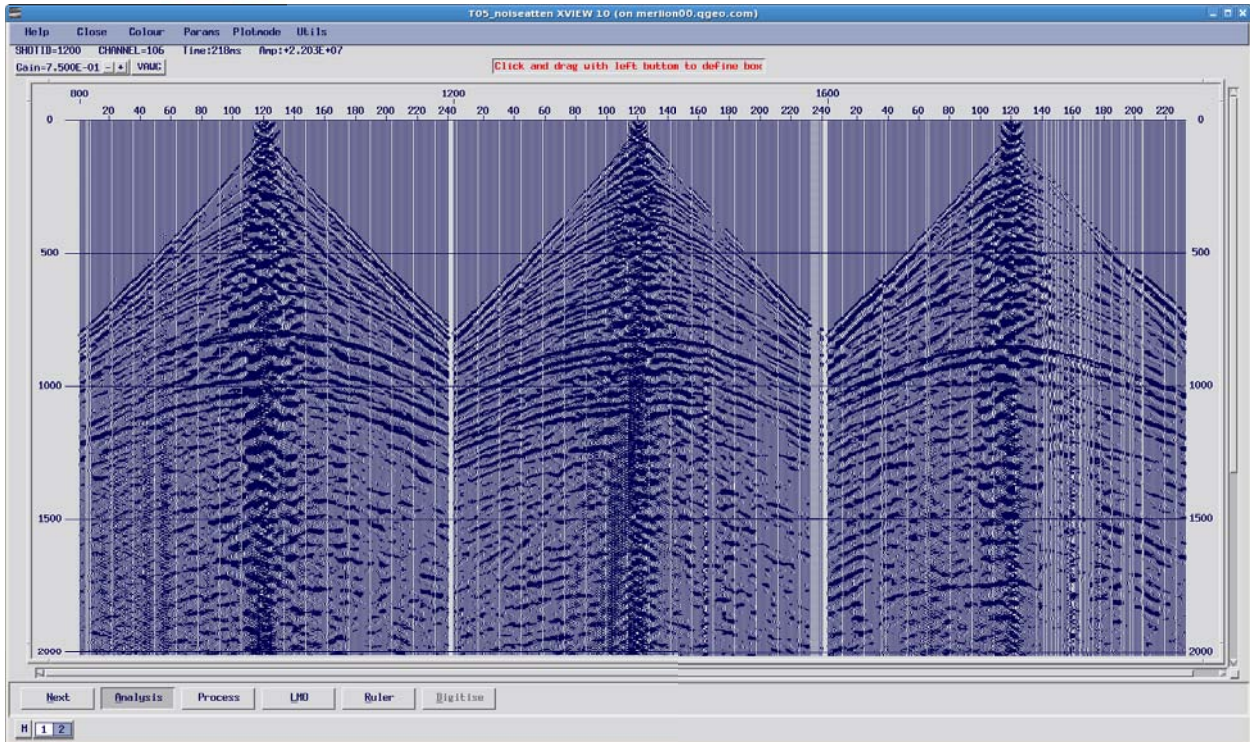 T05_noiseatten XVIEW 10 (on merlion00.qgeo.com)
Help Close Colour Params Plotmode Utils
SHOTID=1200 CHANNEL=106 Time:218ms Amp:+2.203E+07
Gain=7.500E-01 - + VAWG Click and drag with left button to define box
800 1200 1600
20 40 60 80 100 120 140 160 180 200 220 240 20 40 60 80 100 120 140 160 180 200 220 240 20 40 60 80 100 120 140 160 180 200 220
0 0
500 500
1000 1000
1500 1500
2000 2000
Next Analysis Process LMO Ruler Digitise
M 1 2